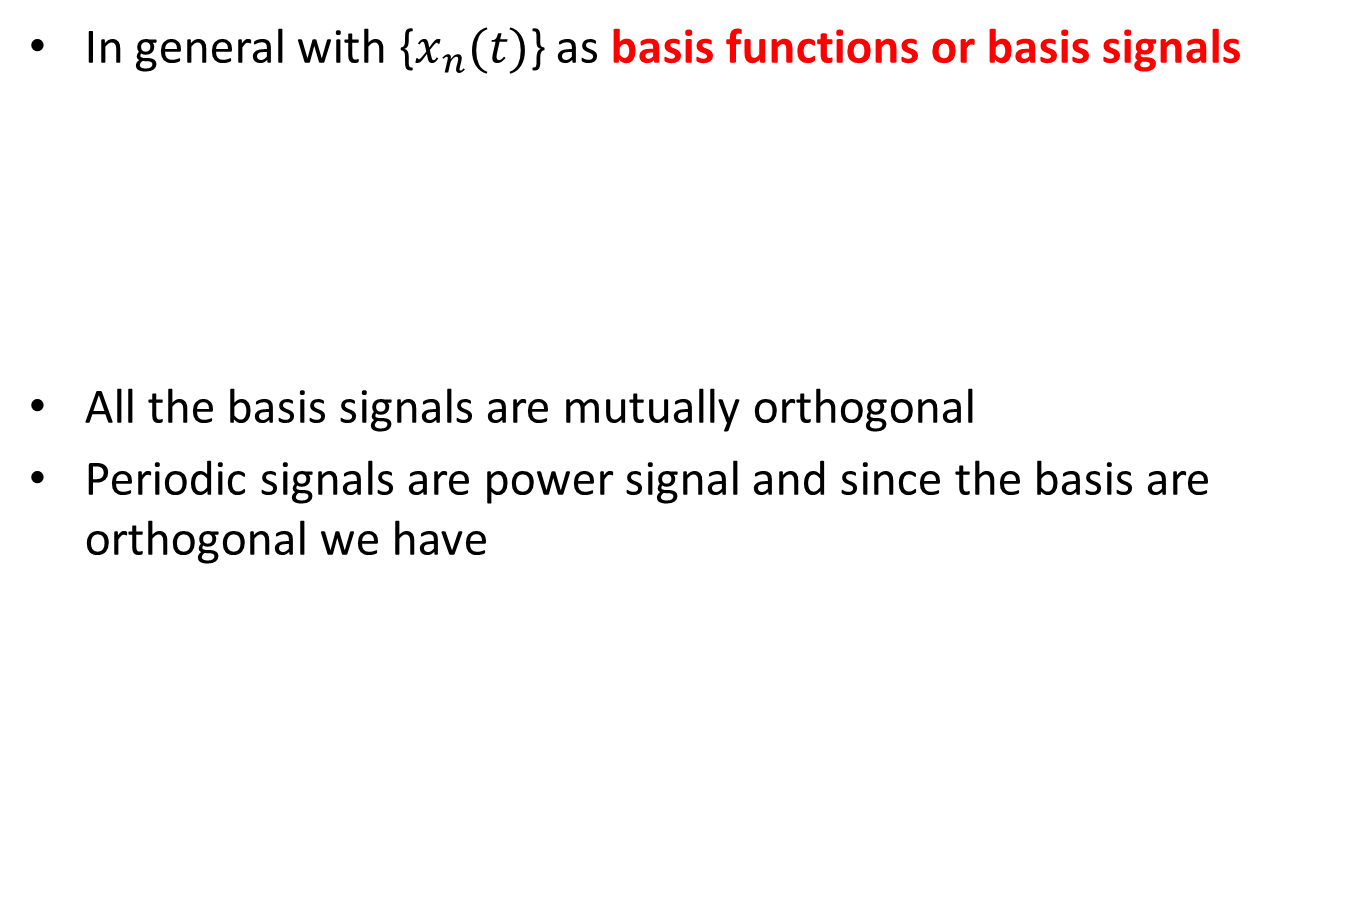 • In general with {𝑥ₙ(𝑡)} as basis functions or basis signals
• All the basis signals are mutually orthogonal
• Periodic signals are power signal and since the basis are
orthogonal we have